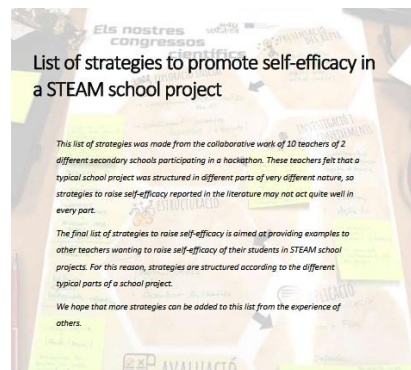 Els nostres
congressos
científics
List of strategies to promote self-efficacy in
a STEAM school project
This list of strategies was made from the collaborative work of 10 teachers of 2
different secondary schools participating in a hackathon. These teachers felt that a
typical school project was structured in different parts of very different nature, so
strategies to raise self-efficacy reported in the literature may not act quite well in
every part.
ESTRUCTURACIÓ
The final list of strategies to raise self-efficacy is aimed at providing examples to
other teachers wanting to raise self-efficacy of their students in STEAM school
projects. For this reason, strategies are structured according to the different
typical parts of a school project.
We hope that more strategies can be added to this list from the experience of
others.
AVALUACIÓ